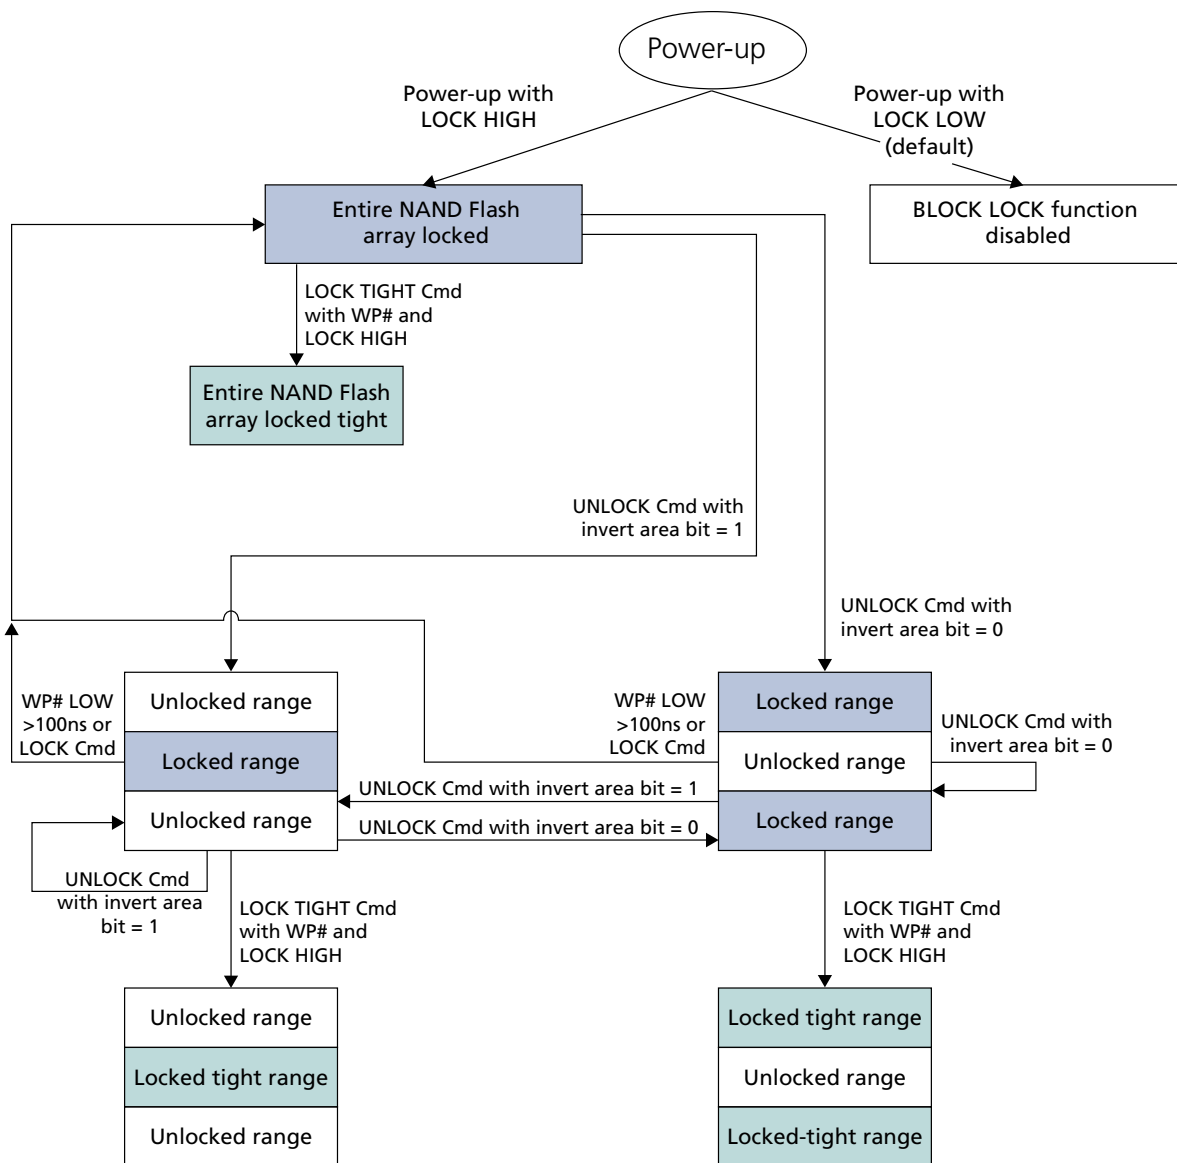 Power-up
Power-up with
LOCK HIGH
Power-up with
LOCK LOW
(default)
Entire NAND Flash
array locked
BLOCK LOCK function
disabled
LOCK TIGHT Cmd
with WP# and
LOCK HIGH
Entire NAND Flash
array locked tight
UNLOCK Cmd with
invert area bit = 1
UNLOCK Cmd with
invert area bit = 0
WP# LOW
>100ns or
LOCK Cmd
Unlocked range
Locked range
Unlocked range
WP# LOW
>100ns or
LOCK Cmd
Locked range
Unlocked range
Locked range
UNLOCK Cmd with
invert area bit = 0
UNLOCK Cmd with invert area bit = 1
UNLOCK Cmd with invert area bit = 0
UNLOCK Cmd
with invert area
bit = 1
LOCK TIGHT Cmd
with WP# and
LOCK HIGH
LOCK TIGHT Cmd
with WP# and
LOCK HIGH
Unlocked range
Locked tight range
Unlocked range
Locked tight range
Unlocked range
Locked-tight range